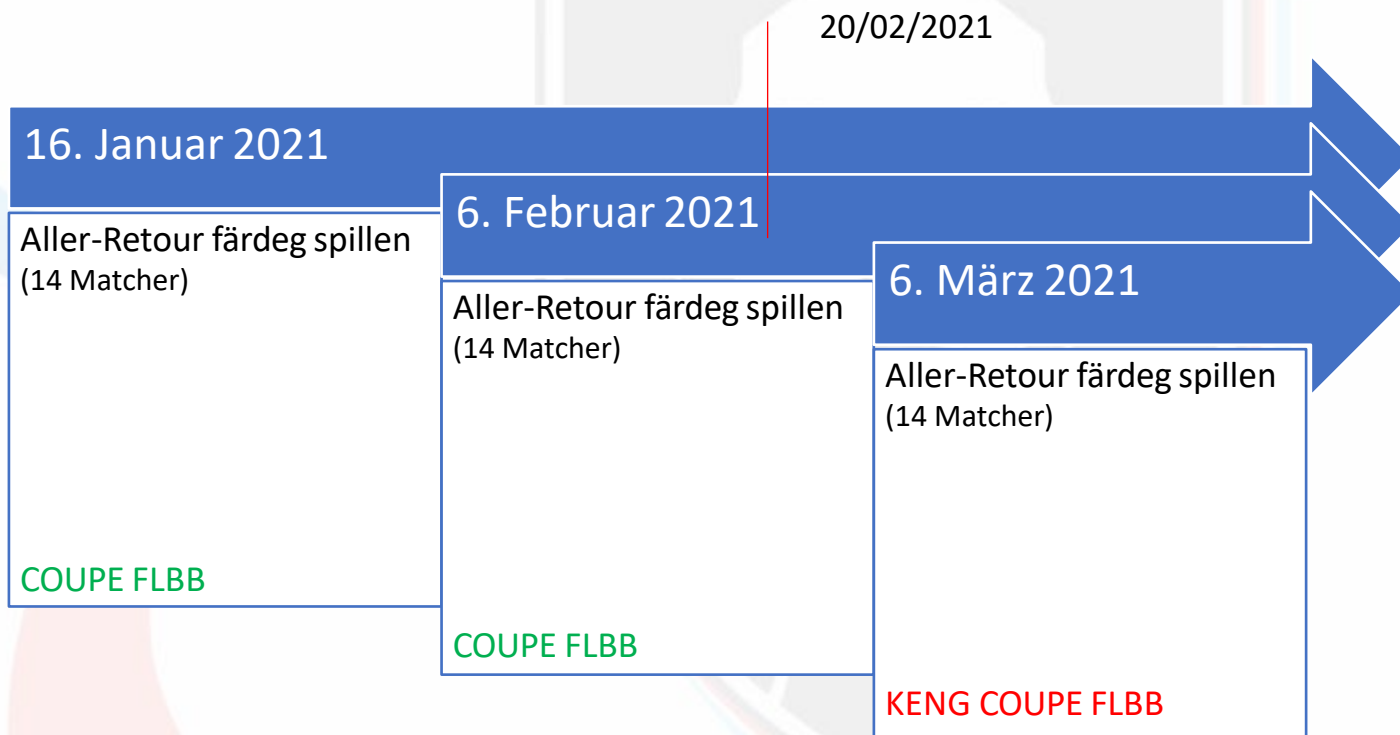 20/02/2021
16. Januar 2021
Aller-Retour färdeg spillen
(14 Matcher)
COUPE FLBB
6. Februar 2021
Aller-Retour färdeg spillen
(14 Matcher)
COUPE FLBB
6. März 2021
Aller-Retour färdeg spillen
(14 Matcher)
KENG COUPE FLBB